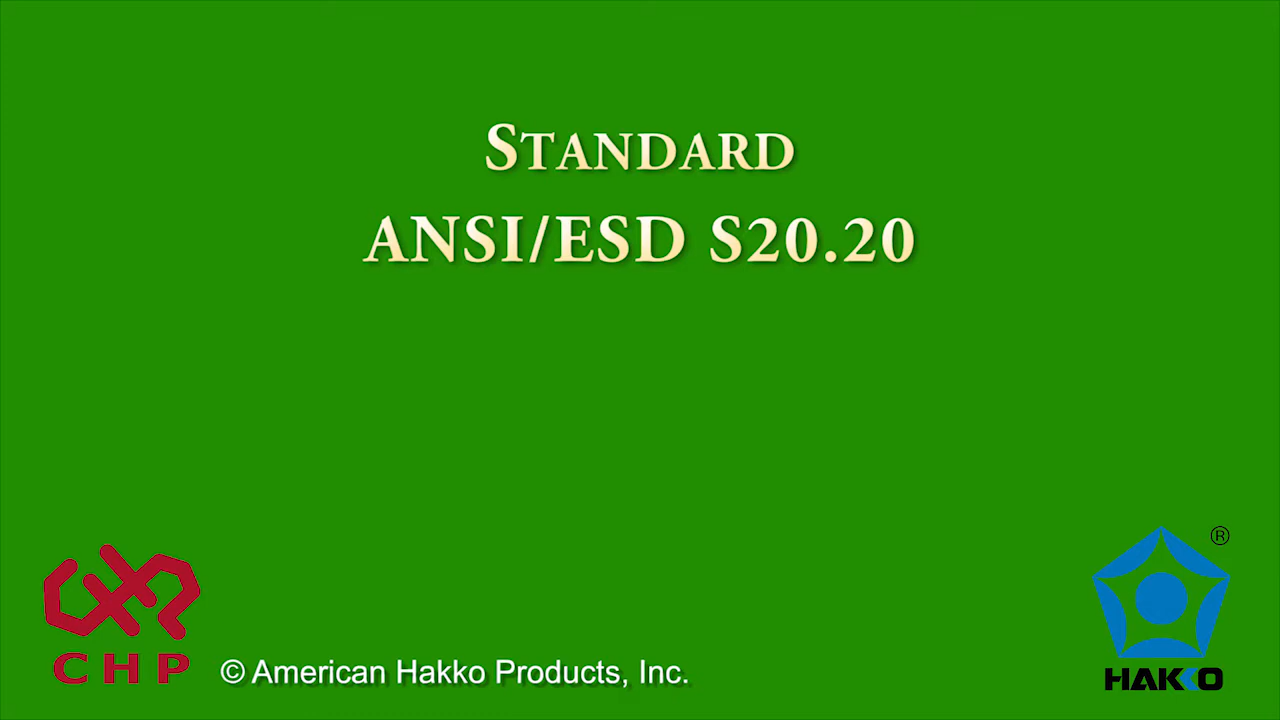 STANDARD
ANSI/ESD S20.20
®
CHP
© American Hakko Products, Inc.
HAKKO